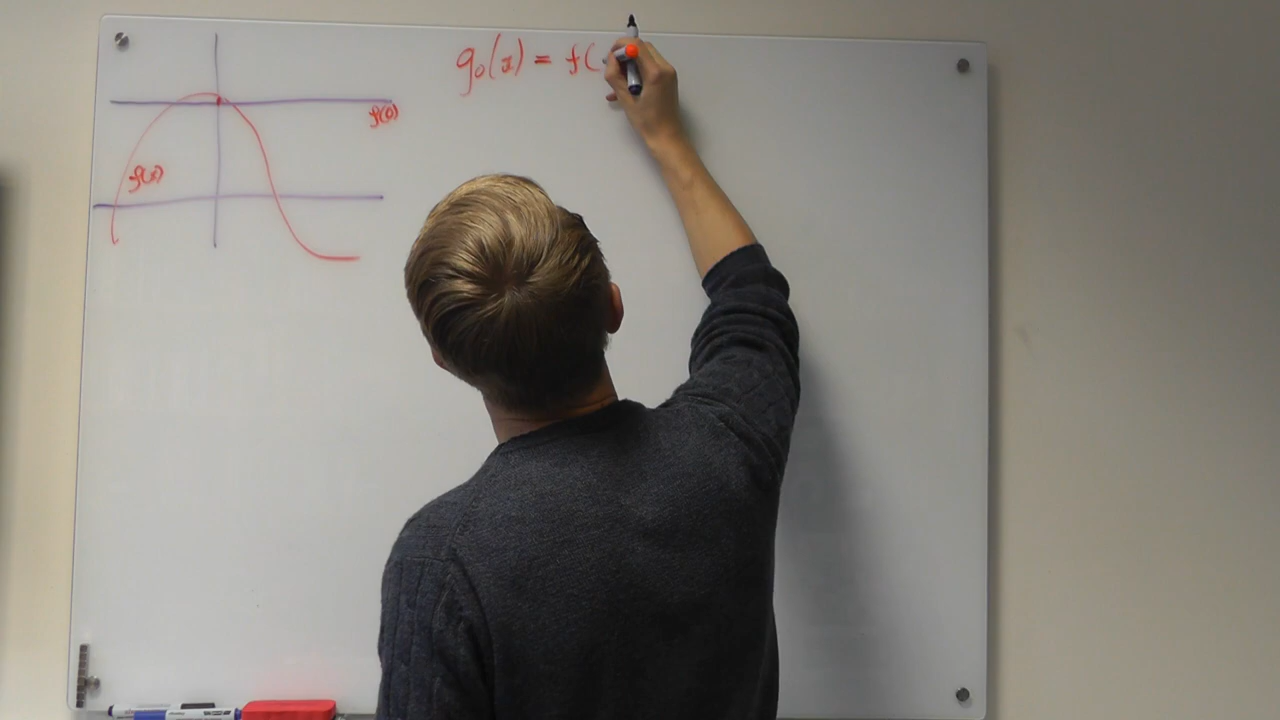 g₀(x) = f(
f(0)
f(x)